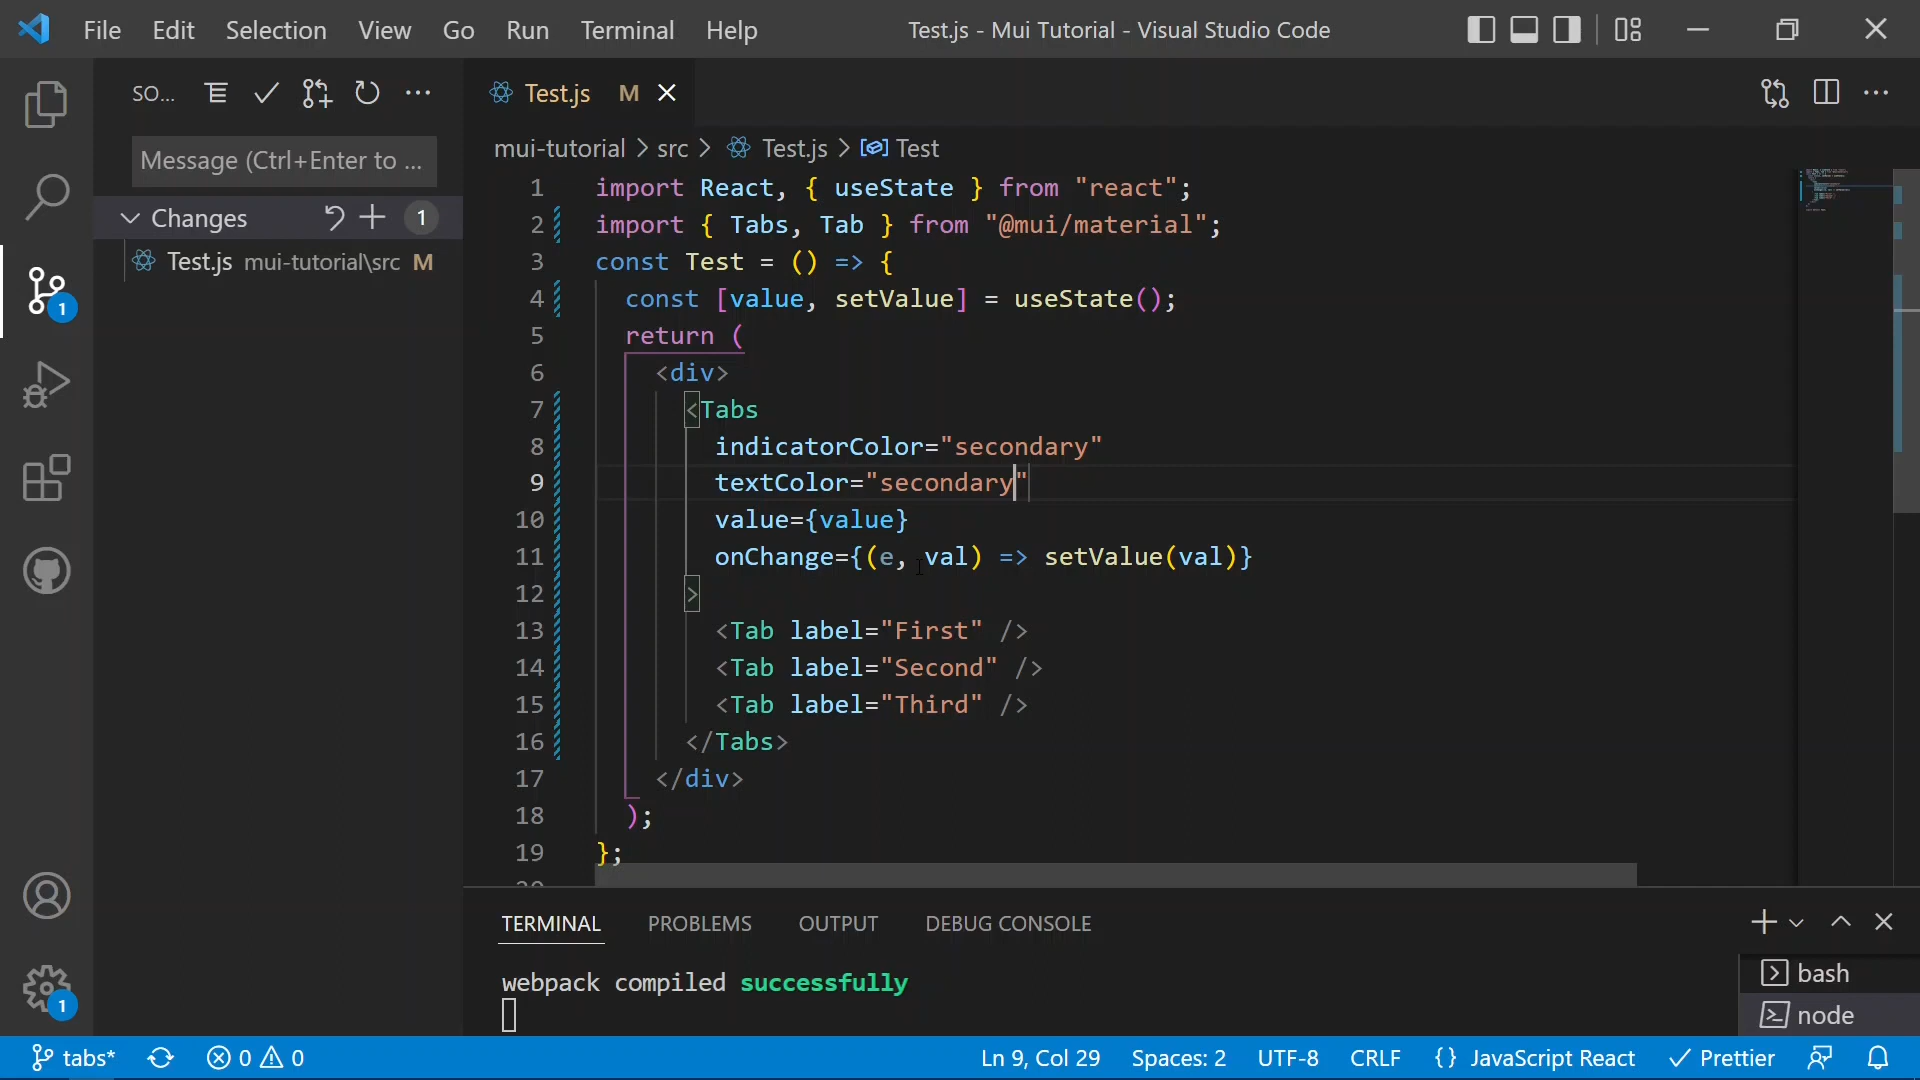 File Edit Selection View Go Run Terminal Help
Test.js - Mui Tutorial - Visual Studio Code
SO...
Message (Ctrl+Enter to ...
Changes 1
Test.js mui-tutorial\src M
1
1
Test.js M
mui-tutorial > src > Test.js > Test
1 import React, { useState } from "react";
2 import { Tabs, Tab } from "@mui/material";
3 const Test = () => {
4 const [value, setValue] = useState();
5 return (
6 <div>
7 <Tabs
8 indicatorColor="secondary"
9 textColor="secondary"
10 value={value}
11 onChange={(e, val) => setValue(val)}
12 >
13 <Tab label="First" />
14 <Tab label="Second" />
15 <Tab label="Third" />
16 </Tabs>
17 </div>
18 );
19 };
20
TERMINAL PROBLEMS OUTPUT DEBUG CONSOLE
webpack compiled successfully
bash
node
tabs* 0 0 Ln 9, Col 29 Spaces: 2 UTF-8 CRLF {} JavaScript React Prettier